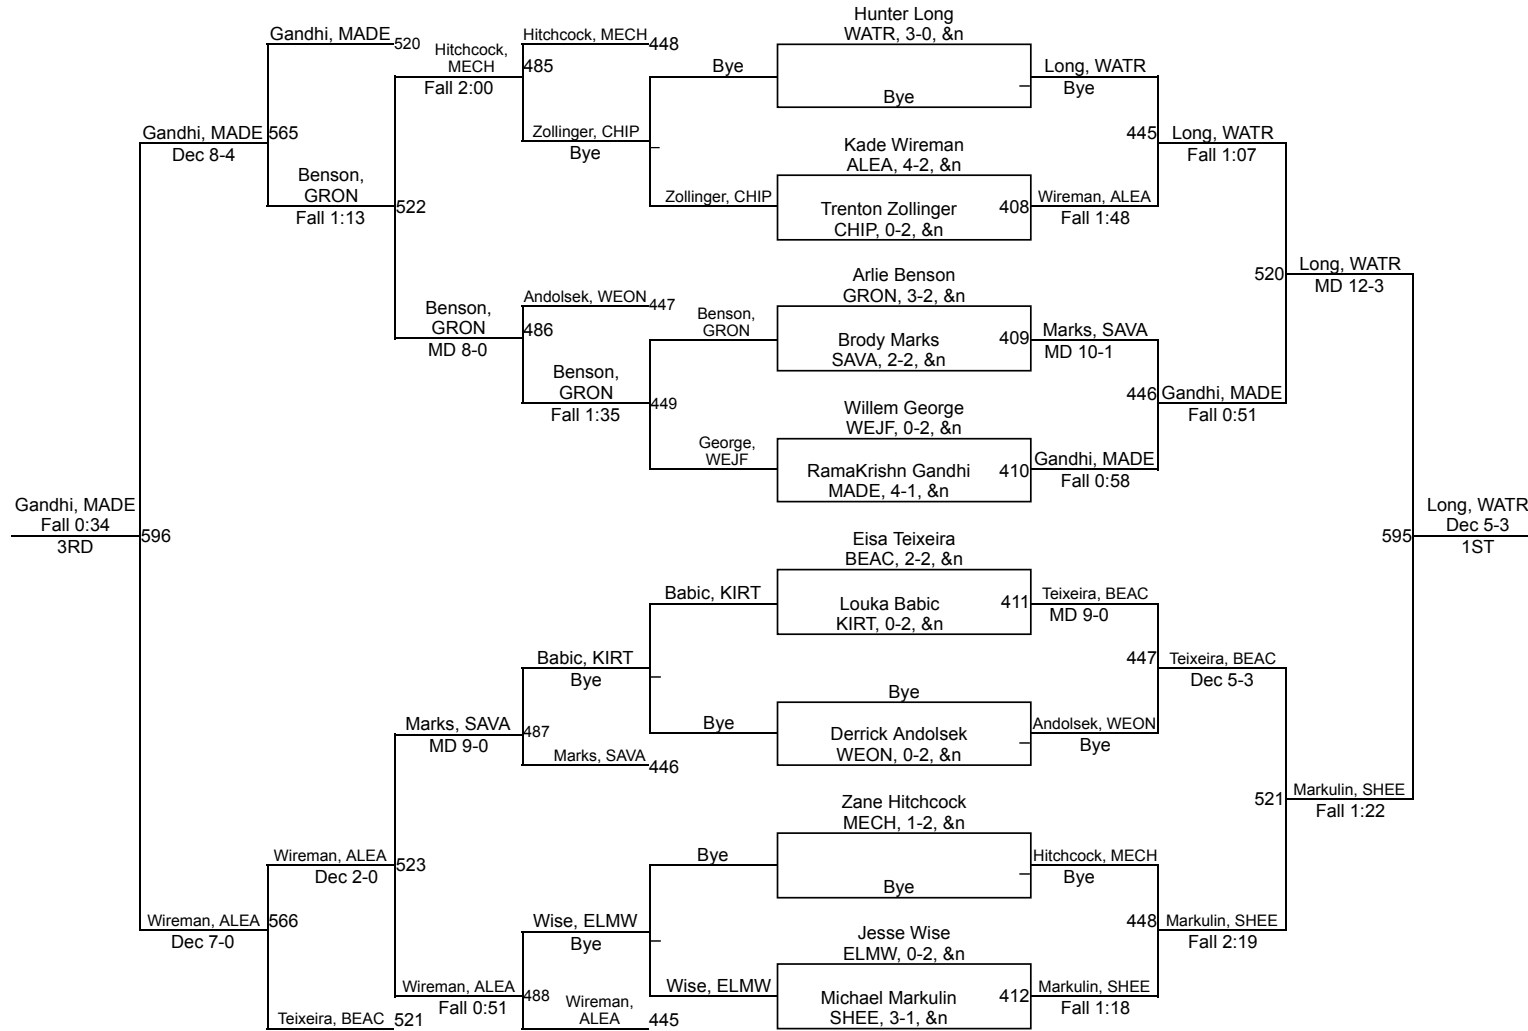 Hunter Long
WATR, 3-0, &n
Gandhi, MADE
520
Hitchcock,
MECH
Fall 2:00
Hitchcock, MECH
448
485
Bye
Bye
Long, WATR
Bye
Gandhi, MADE
Dec 8-4
565
Zollinger, CHIP
Bye
Kade Wireman
ALEA, 4-2, &n
445
Long, WATR
Fall 1:07
Benson,
GRON
Fall 1:13
522
Zollinger, CHIP
Trenton Zollinger
CHIP, 0-2, &n
408
Wireman, ALEA
Fall 1:48
Arlie Benson
GRON, 3-2, &n
520
Long, WATR
MD 12-3
Benson,
GRON
MD 8-0
Andolsek, WEON
447
486
Benson,
GRON
Brody Marks
SAVA, 2-2, &n
409
Marks, SAVA
MD 10-1
Benson,
GRON
Fall 1:35
449
Willem George
WEJF, 0-2, &n
446
Gandhi, MADE
Fall 0:51
George,
WEJF
RamaKrishn Gandhi
MADE, 4-1, &n
410
Gandhi, MADE
Fall 0:58
Gandhi, MADE
Fall 0:34
3RD
596
Eisa Teixeira
BEAC, 2-2, &n
595
Long, WATR
Dec 5-3
1ST
Babic, KIRT
Louka Babic
KIRT, 0-2, &n
411
Teixeira, BEAC
MD 9-0
Babic, KIRT
Bye
447
Teixeira, BEAC
Dec 5-3
Bye
Marks, SAVA
MD 9-0
487
Marks, SAVA
446
Bye
Derrick Andolsek
WEON, 0-2, &n
Andolsek, WEON
Bye
Zane Hitchcock
MECH, 1-2, &n
521
Markulin, SHEE
Fall 1:22
Wireman, ALEA
Dec 2-0
523
Bye
Bye
Hitchcock, MECH
Bye
Wireman, ALEA
Dec 7-0
566
Wise, ELMW
Bye
Jesse Wise
ELMW, 0-2, &n
448
Markulin, SHEE
Fall 2:19
Wireman, ALEA
Fall 0:51
488
Wise, ELMW
Michael Markulin
SHEE, 3-1, &n
412
Markulin, SHEE
Fall 1:18
Teixeira, BEAC
521
Wireman,
ALEA
445